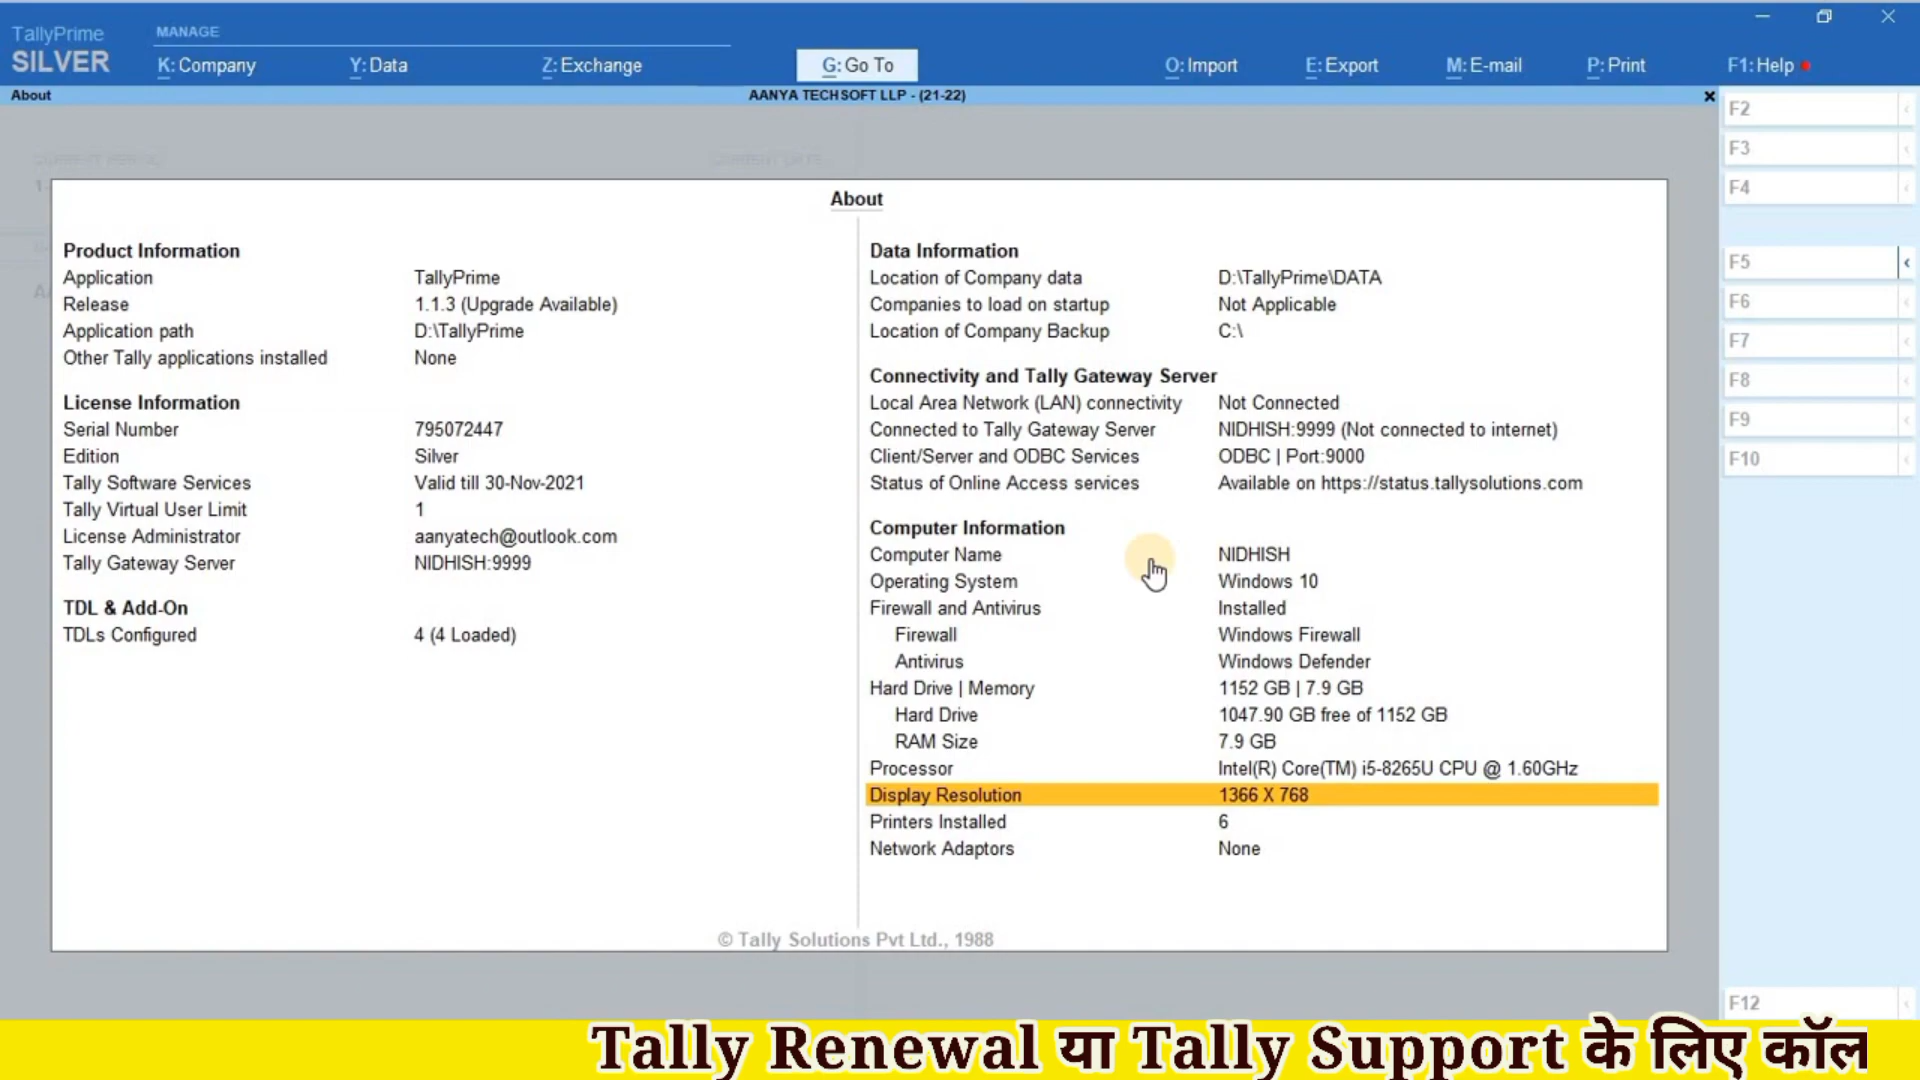 TallyPrime
MANAGE
SILVER
K: Company
Y: Data
Z: Exchange
G: Go To
O: Import
E: Export
M: E-mail
P: Print
F1: Help
About
AANYA TECH SOFT LLP - (21-22)
F2
F3
F4
F5
F6
F7
F8
F9
F10
F12
About
Product Information
Application TallyPrime
Release 1.1.3 (Upgrade Available)
Application path D:\TallyPrime
Other Tally applications installed None
License Information
Serial Number 795072447
Edition Silver
Tally Software Services Valid till 30-Nov-2021
Tally Virtual User Limit 1
License Administrator aanyatech@outlook.com
Tally Gateway Server NIDHISH:9999
TDL & Add-On
TDLs Configured 4 (4 Loaded)
Data Information
Location of Company data D:\TallyPrime\DATA
Companies to load on startup Not Applicable
Location of Company Backup C:\
Connectivity and Tally Gateway Server
Local Area Network (LAN) connectivity Not Connected
Connected to Tally Gateway Server NIDHISH:9999 (Not connected to internet)
Client/Server and ODBC Services ODBC | Port:9000
Status of Online Access services Available on https://status.tallysolutions.com
Computer Information
Computer Name NIDHISH
Operating System Windows 10
Firewall and Antivirus Installed
Firewall Windows Firewall
Antivirus Windows Defender
Hard Drive | Memory 1152 GB | 7.9 GB
Hard Drive 1047.90 GB free of 1152 GB
RAM Size 7.9 GB
Processor Intel(R) Core(TM) i5-8265U CPU @ 1.60GHz
Display Resolution 1366 X 768
Printers Installed 6
Network Adaptors None
© Tally Solutions Pvt Ltd., 1988
Tally Renewal या Tally Support के लिए कॉल